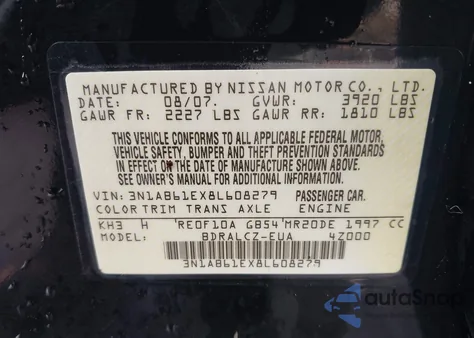 MANUFACTURED BY NISSAN MOTOR CO., LTD.
DATE: 08/07. GVWR: 3920 LBS
GAWR FR: 2227 LBS GAWR RR: 1810 LBS
THIS VEHICLE CONFORMS TO ALL APPLICABLE FEDERAL MOTOR,
VEHICLE SAFETY, BUMPER AND THEFT PREVENTION STANDARDS
IN EFFECT ON THE DATE OF MANUFACTURE SHOWN ABOVE.
SEE OWNER'S MANUAL FOR ADDITIONAL INFORMATION.
VIN: 3N1AB61EX8L608279 PASSENGER CAR.
COLOR TRIM TRANS AXLE ENGINE
KH3 H 'RE0F10A GB54'MR20DE 1997 CC
MODEL: BDRALCZ-EUA 4Z000
3N1AB61EX8L608279
autoSnap